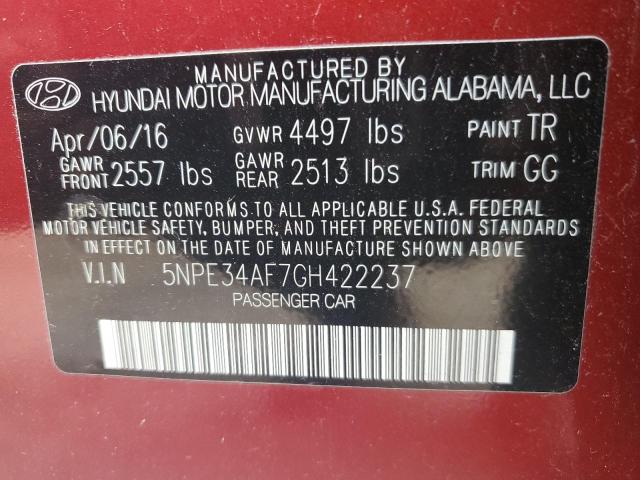 MANUFACTURED BY
HYUNDAI MOTOR MANUFACTURING ALABAMA, LLC
Apr/06/16 GVWR 4497 lbs PAINT TR
GAWR FRONT 2557 lbs GAWR REAR 2513 lbs TRIM GG
THIS VEHICLE CONFORMS TO ALL APPLICABLE U.S.A. FEDERAL
MOTOR VEHICLE SAFETY, BUMPER, AND THEFT PREVENTION STANDARDS
IN EFFECT ON THE DATE OF MANUFACTURE SHOWN ABOVE
V.I.N 5NPE34AF7GH422237
PASSENGER CAR